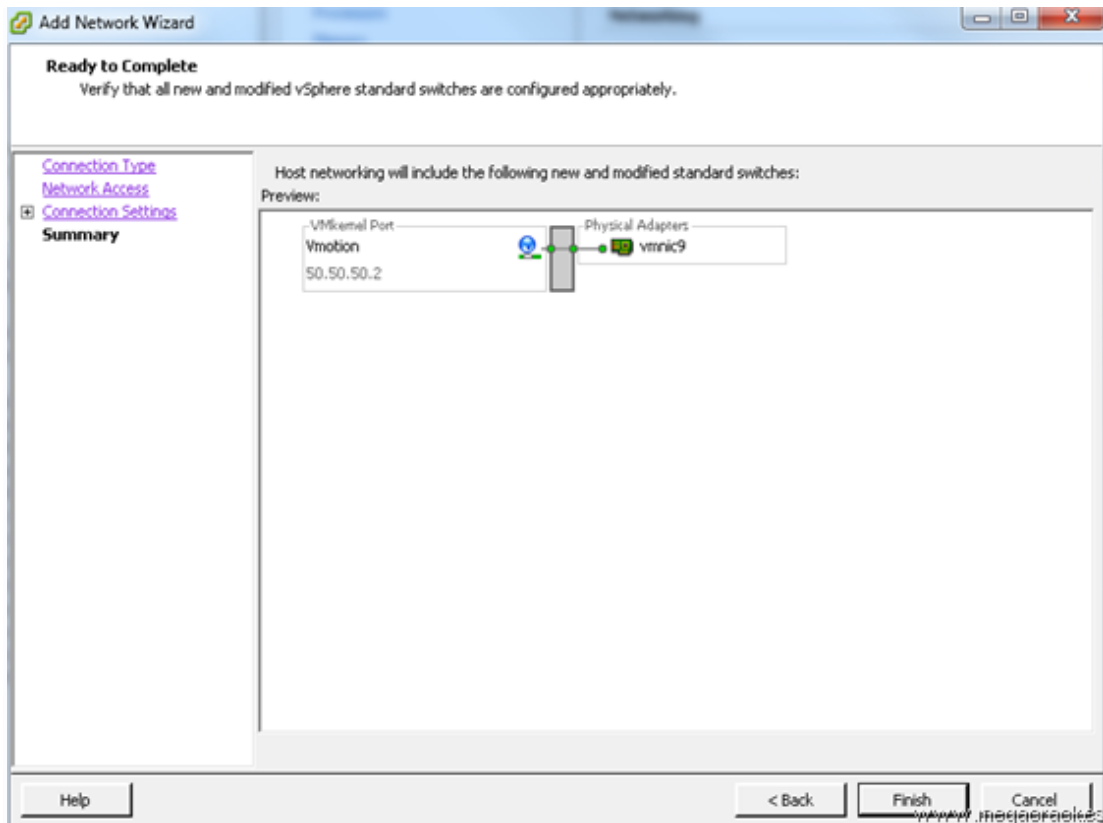 Add Network Wizard
Ready to Complete
Verify that all new and modified vSphere standard switches are configured appropriately.
Connection Type
Network Access
Connection Settings
Summary
Host networking will include the following new and modified standard switches:
Preview:
VMkernel Port
Vmotion
50.50.50.2
Physical Adapters
vmnic9
Help
< Back
Finish
Cancel